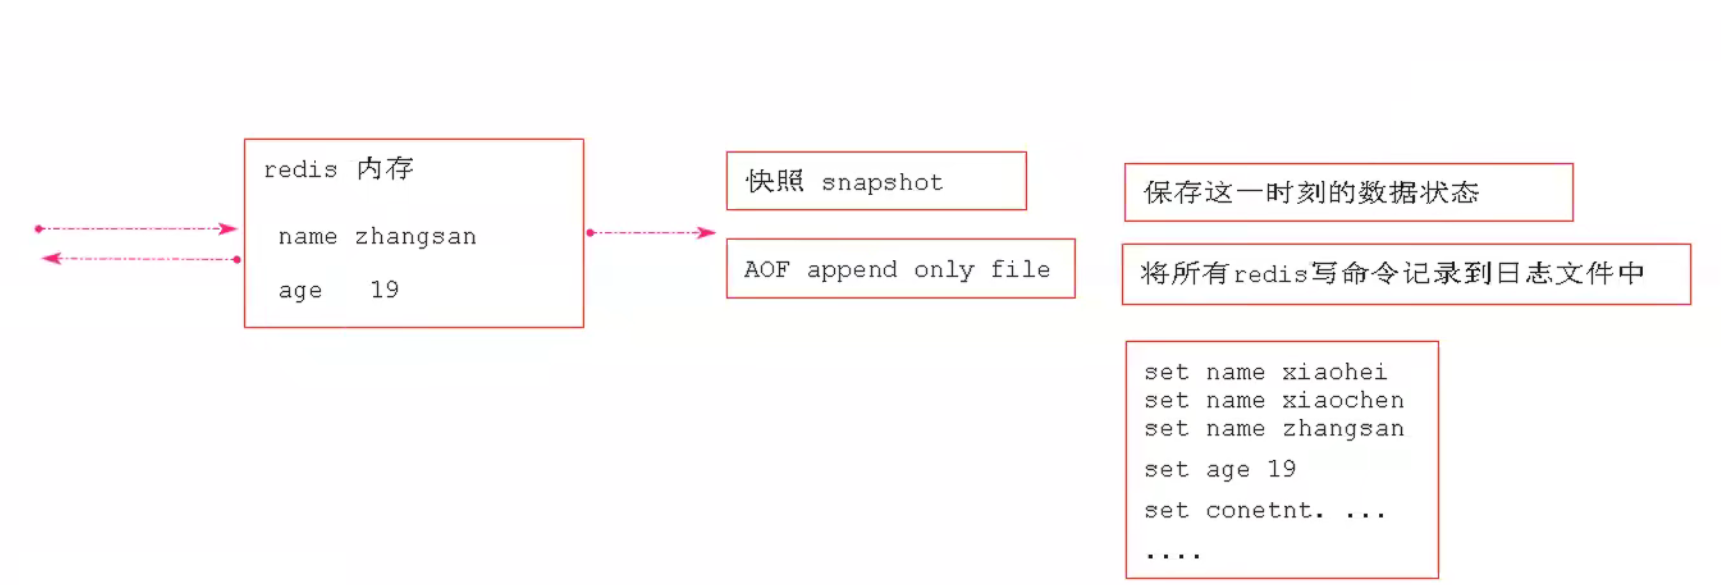 redis 内存
name zhangsan
age 19
快照 snapshot
AOF append only file
保存这一时刻的数据状态
将所有redis写命令记录到日志文件中
set name xiaohei
set name xiaochen
set name zhangsan
set age 19
set conetnt. ...
....